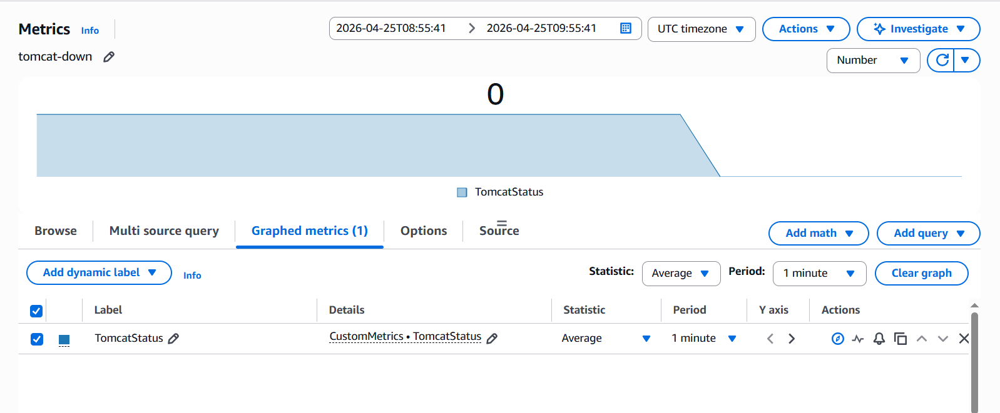 Metrics Info
2026-04-25T08:55:41 2026-04-25T09:55:41 UTC timezone Actions Investigate
tomcat-down
Number
0
TomcatStatus
Browse Multi source query Graphed metrics (1) Options Source Add math Add query
Add dynamic label Info Statistic: Average Period: 1 minute Clear graph
Label Details Statistic Period Y axis Actions
TomcatStatus CustomMetrics • TomcatStatus Average 1 minute